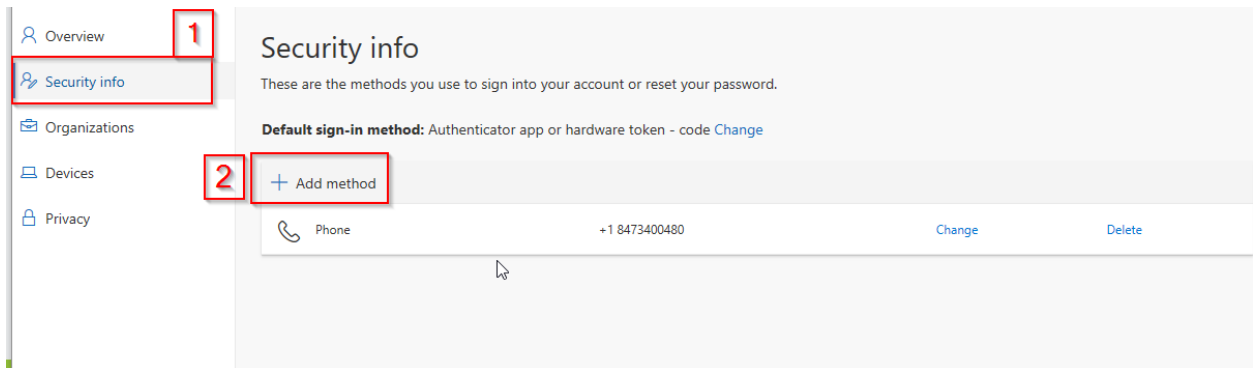 Overview
1
Security info
Organizations
Devices
Privacy
Security info
These are the methods you use to sign into your account or reset your password.
Default sign-in method: Authenticator app or hardware token - code Change
2
Add method
Phone +1 8473400480 Change Delete